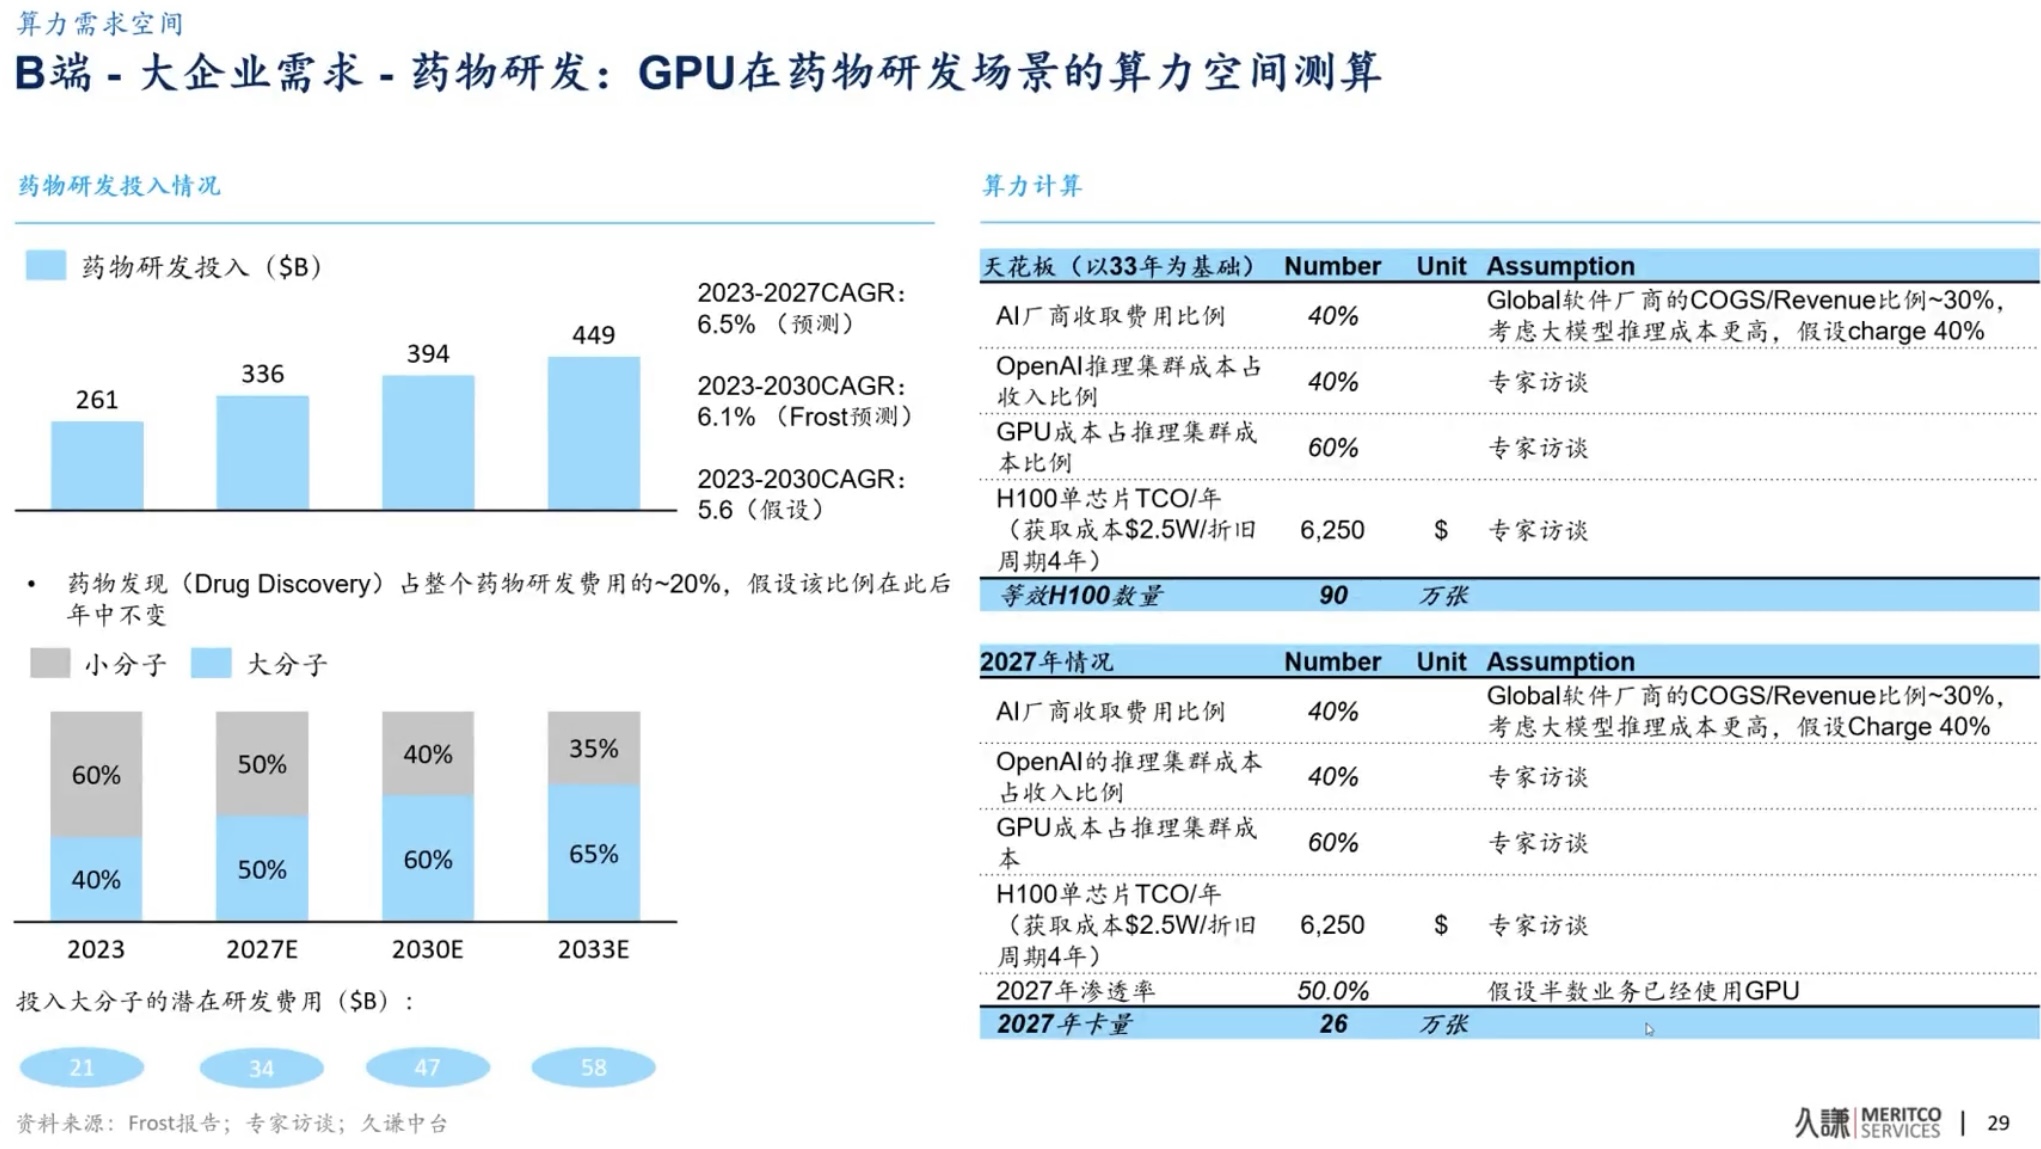 算力需求空间
B端 - 大企业需求 - 药物研发：GPU在药物研发场景的算力空间测算
药物研发投入情况
药物研发投入（$B）
261
336
394
449
2023-2027CAGR：
6.5% （预测）
2023-2030CAGR：
6.1% （Frost预测）
2023-2030CAGR：
5.6（假设）
• 药物发现（Drug Discovery）占整个药物研发费用的~20%，假设该比例在此后
年中不变
小分子 大分子
60% 50% 40% 35%
40% 50% 60% 65%
2023 2027E 2030E 2033E
投入大分子的潜在研发费用（$B）:
21 34 47 58
资料来源：Frost报告；专家访谈；久谦中台
算力计算
天花板（以33年为基础） Number Unit Assumption
AI厂商收取费用比例 40% Global软件厂商的COGS/Revenue比例~30%，
考虑大模型推理成本更高，假设charge 40%
OpenAI推理集群成本占
收入比例 40% 专家访谈
GPU成本占推理集群成
本比例 60% 专家访谈
H100单芯片TCO/年
（获取成本$2.5W/折旧 6,250 $ 专家访谈
周期4年）
等效H100数量 90 万张
2027年情况 Number Unit Assumption
AI厂商收取费用比例 40% Global软件厂商的COGS/Revenue比例~30%，
考虑大模型推理成本更高，假设Charge 40%
OpenAI的推理集群成本
占收入比例 40% 专家访谈
GPU成本占推理集群成
本 60% 专家访谈
H100单芯片TCO/年
（获取成本$2.5W/折旧 6,250 $ 专家访谈
周期4年）
2027年渗透率 50.0% 假设半数业务已经使用GPU
2027年卡量 26 万张
久謙 MERITCO
SERVICES | 29